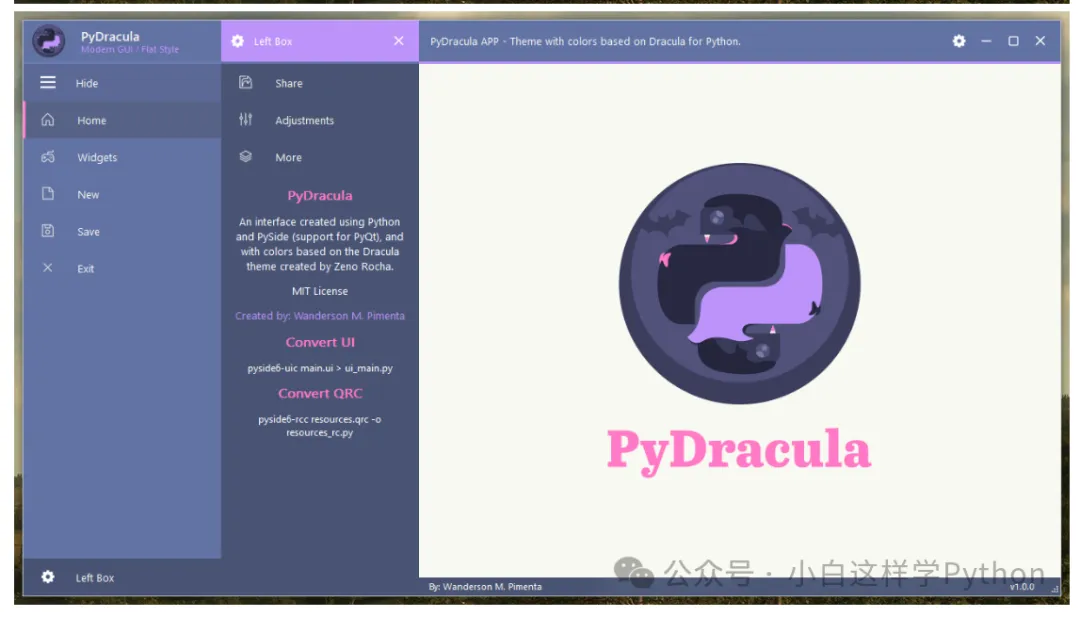 PyDracula
Modern GUI / Flat Style
Hide
Home
Widgets
New
Save
Exit
Left Box
Left Box
Share
Adjustments
More
PyDracula
An interface created using Python
and PySide (support for PyQt), and
with colors based on the Dracula
theme created by Zeno Rocha.
MIT License
Created by: Wanderson M. Pimenta
Convert UI
pyside6-uic main.ui > ui_main.py
Convert QRC
pyside6-rcc resources.qrc -o
resources_rc.py
PyDracula APP - Theme with colors based on Dracula for Python.
PyDracula
公众号 · 小白这样学Python
By: Wanderson M. Pimenta
v1.0.0